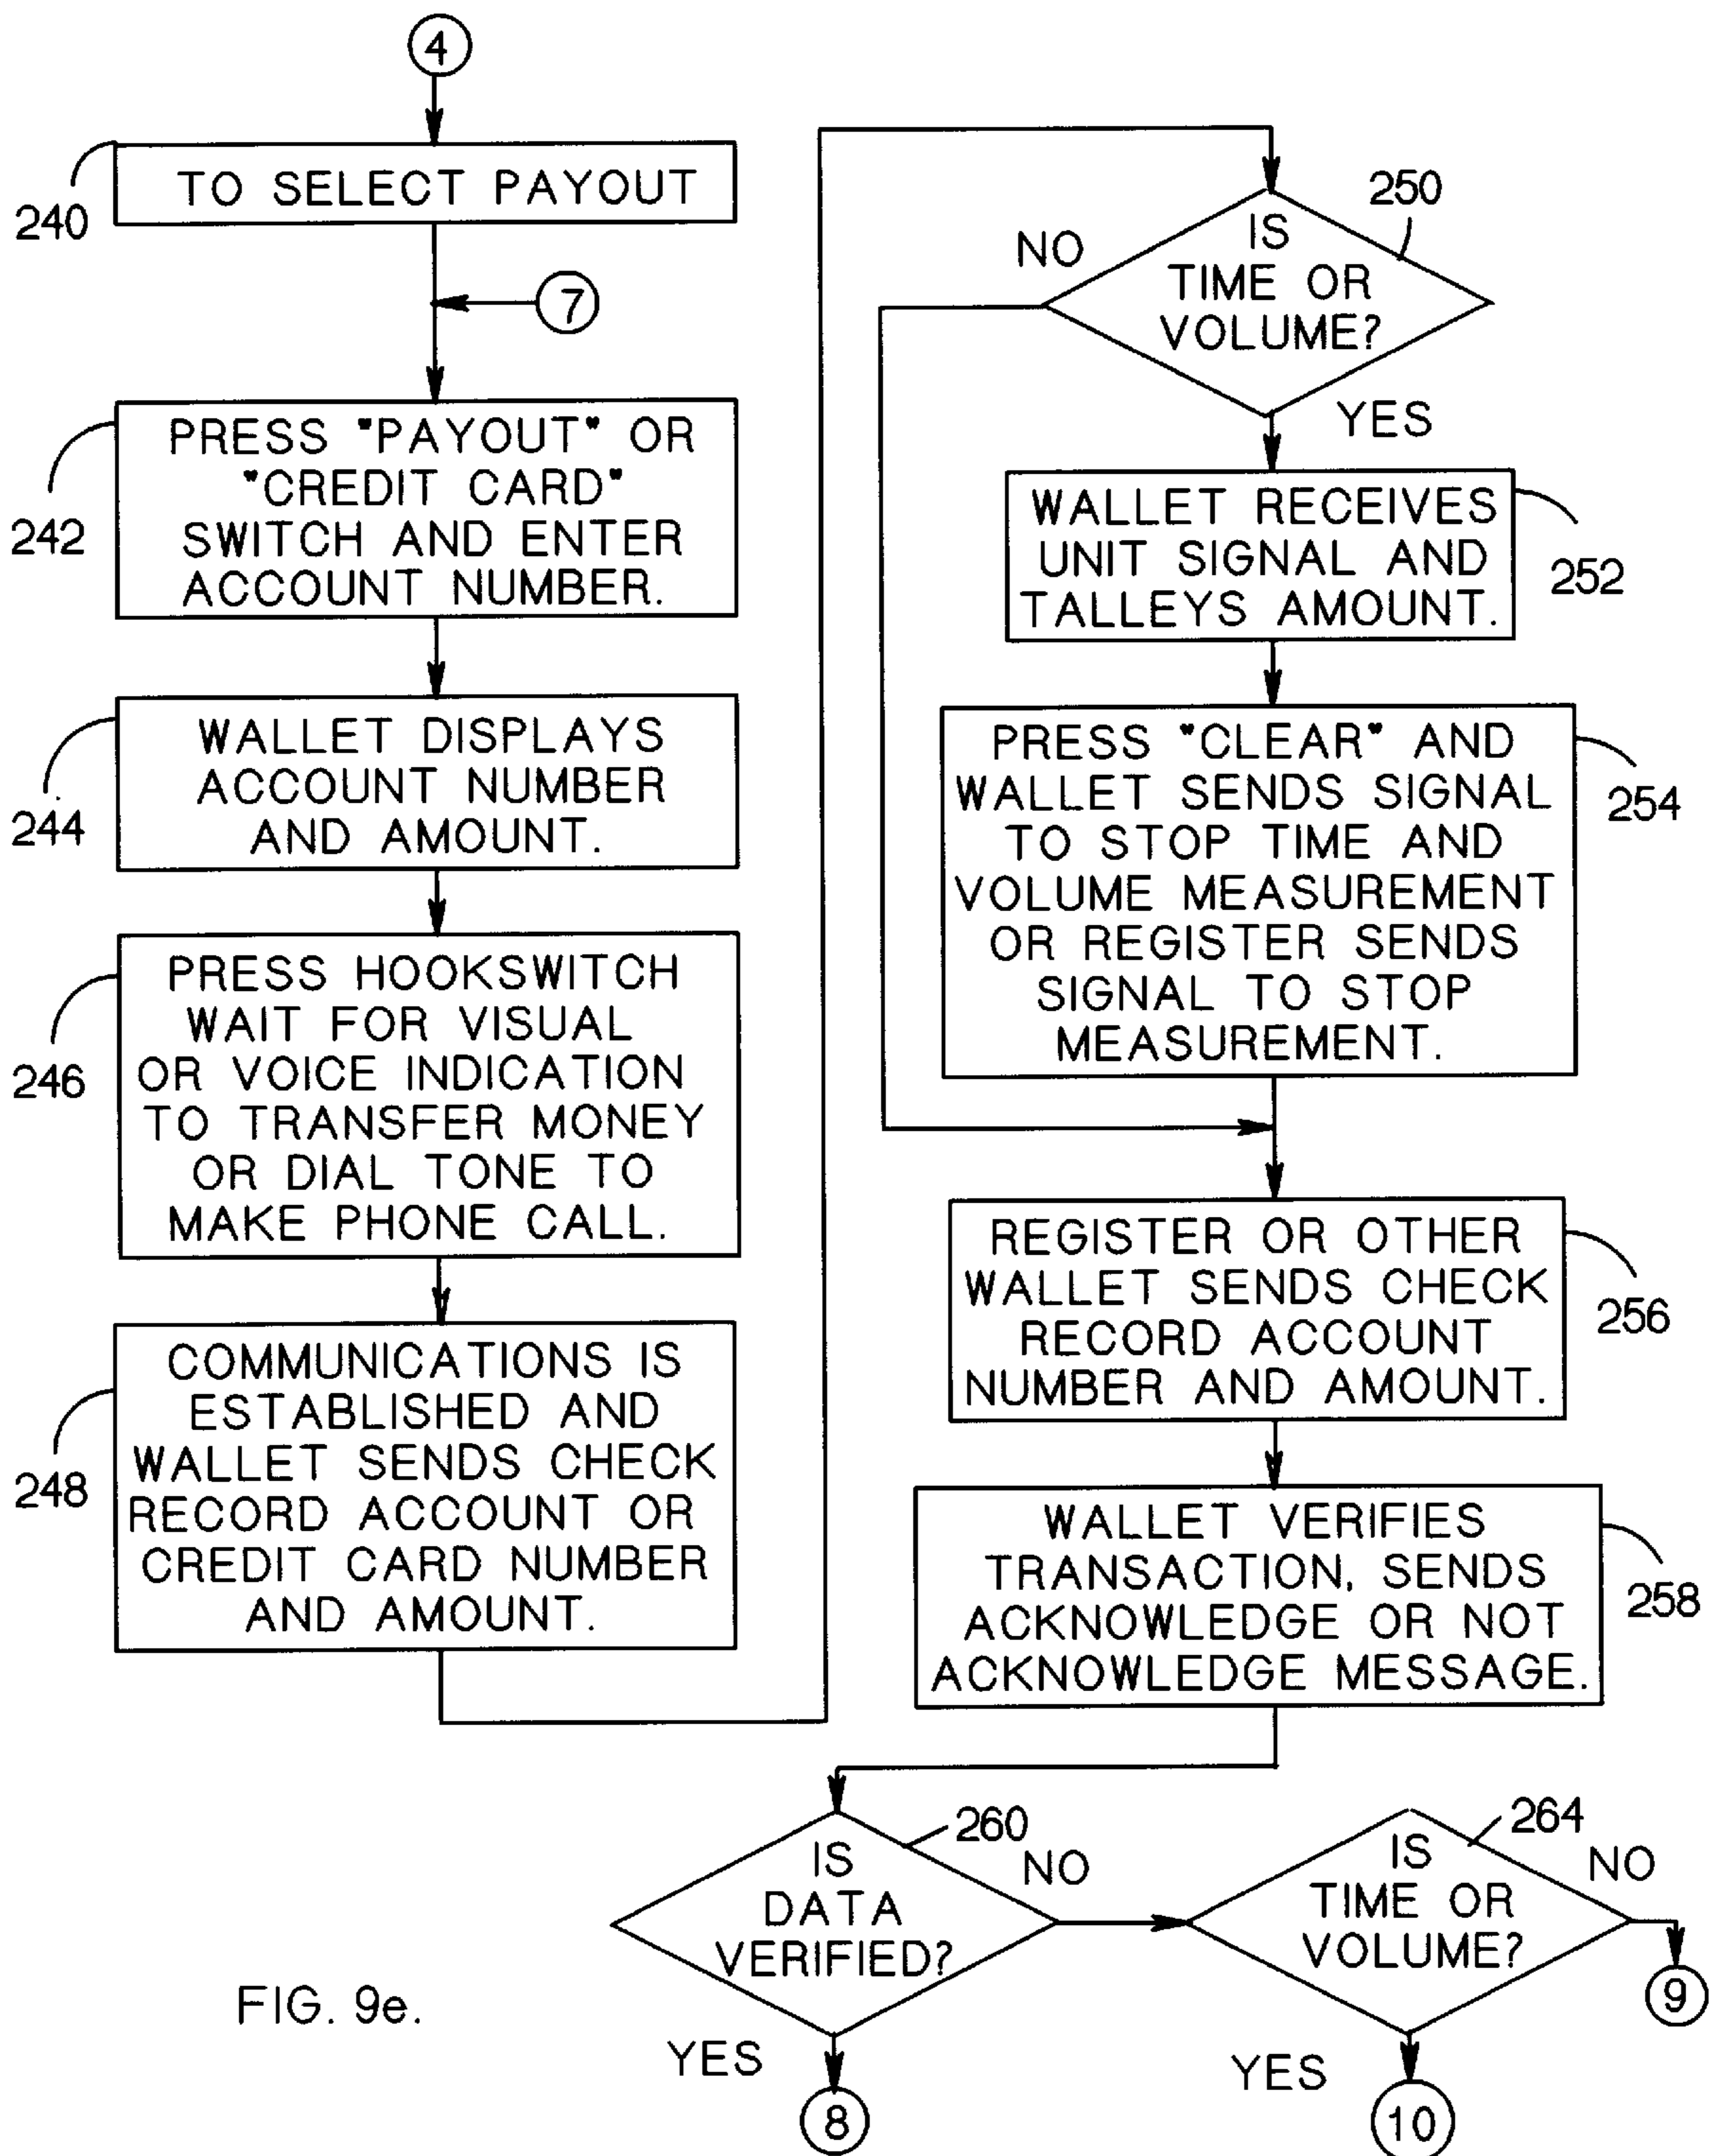 4
TO SELECT PAYOUT
240
7
PRESS "PAYOUT" OR
"CREDIT CARD"
SWITCH AND ENTER
ACCOUNT NUMBER.
242
WALLET DISPLAYS
ACCOUNT NUMBER
AND AMOUNT.
244
PRESS HOOKSWITCH
WAIT FOR VISUAL
OR VOICE INDICATION
TO TRANSFER MONEY
OR DIAL TONE TO
MAKE PHONE CALL.
246
COMMUNICATIONS IS
ESTABLISHED AND
WALLET SENDS CHECK
RECORD ACCOUNT OR
CREDIT CARD NUMBER
AND AMOUNT.
248
250
IS
TIME OR
VOLUME?
NO
YES
WALLET RECEIVES
UNIT SIGNAL AND
TALLEYS AMOUNT.
252
PRESS "CLEAR" AND
WALLET SENDS SIGNAL
TO STOP TIME AND
VOLUME MEASUREMENT
OR REGISTER SENDS
SIGNAL TO STOP
MEASUREMENT.
254
REGISTER OR OTHER
WALLET SENDS CHECK
RECORD ACCOUNT
NUMBER AND AMOUNT.
256
WALLET VERIFIES
TRANSACTION, SENDS
ACKNOWLEDGE OR NOT
ACKNOWLEDGE MESSAGE.
258
260
IS
DATA
VERIFIED?
NO
YES
8
264
IS
TIME OR
VOLUME?
NO
9
YES
10
FIG. 9e.